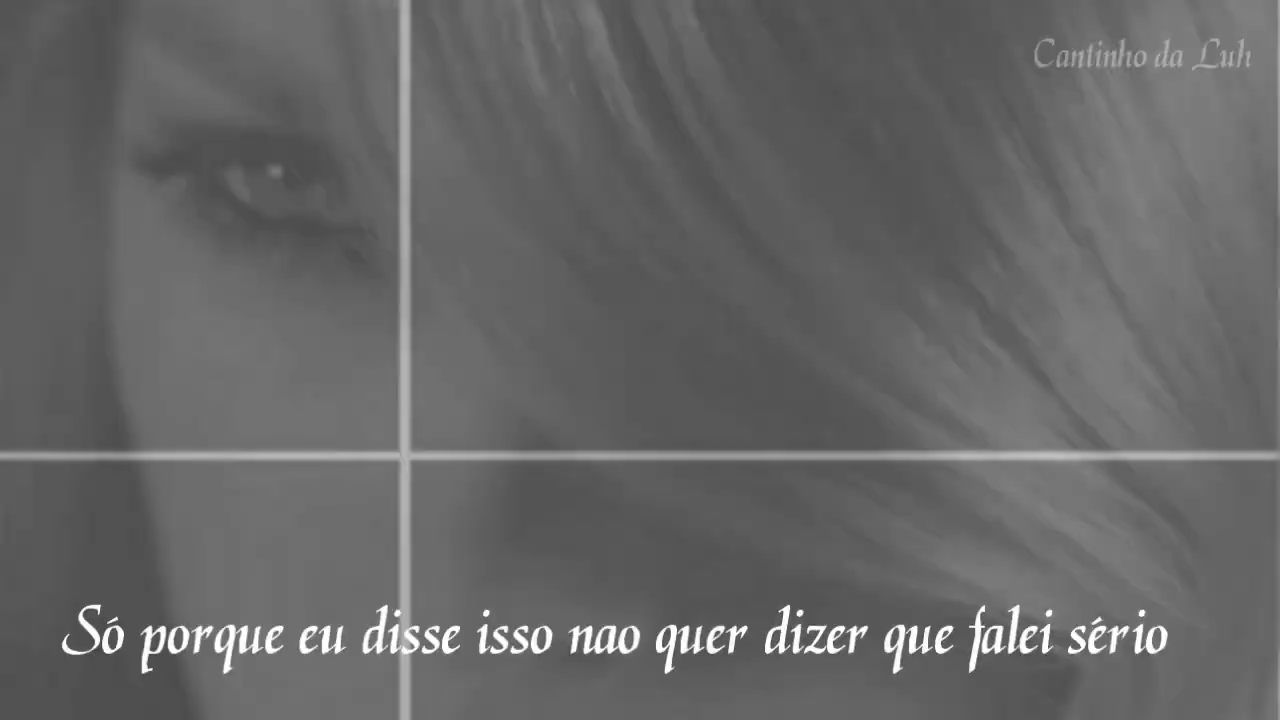 Cantinho da Luh
Só porque eu disse isso nao quer dizer que falei sério